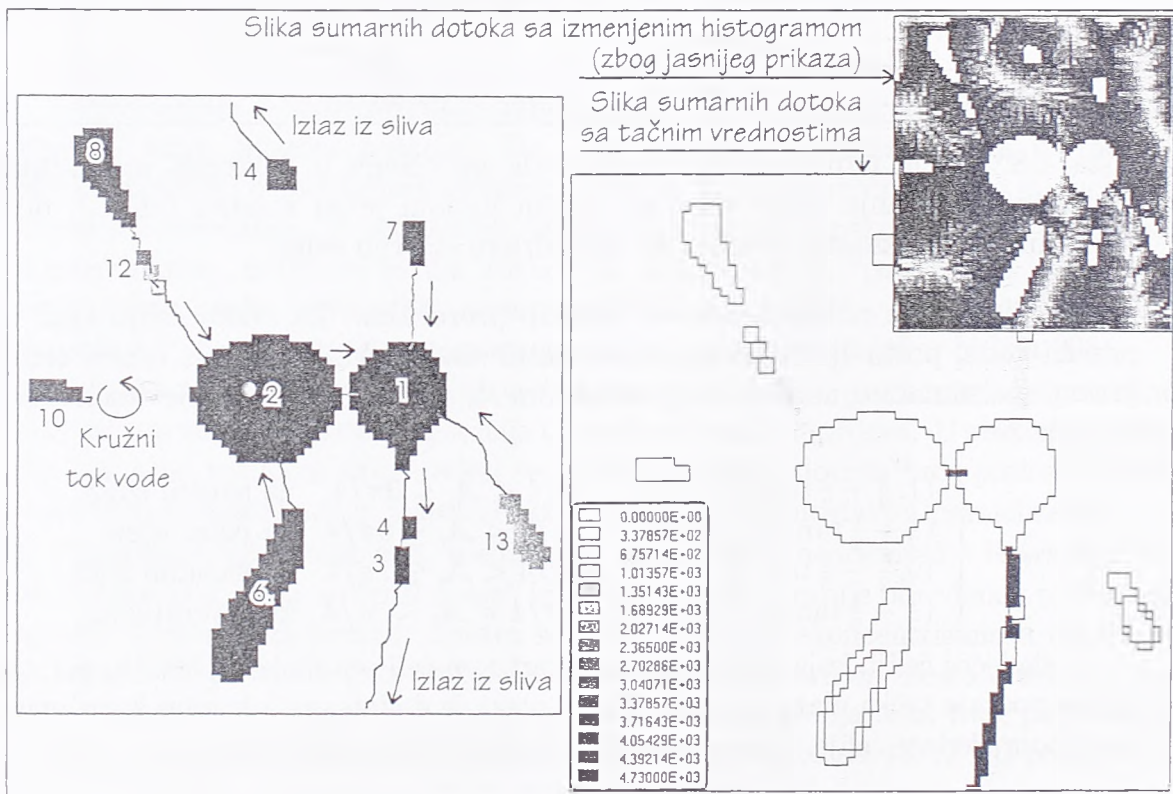 Slika sumarnih dotoka sa izmenjenim histogramom
(zbog jasnijeg prikaza)
Slika sumarnih dotoka
sa tačnim vrednostima
Izlaz iz sliva
8
14
7
12
2
1
10
Kružni
tok vode
4
3
13
6
Izlaz iz sliva
0.00000E+00
3.37857E+02
6.75714E+02
1.01357E+03
1.35143E+03
1.68929E+03
2.02714E+03
2.36500E+03
2.70286E+03
3.04071E+03
3.37857E+03
3.71643E+03
4.05429E+03
4.39214E+03
4.73000E+03